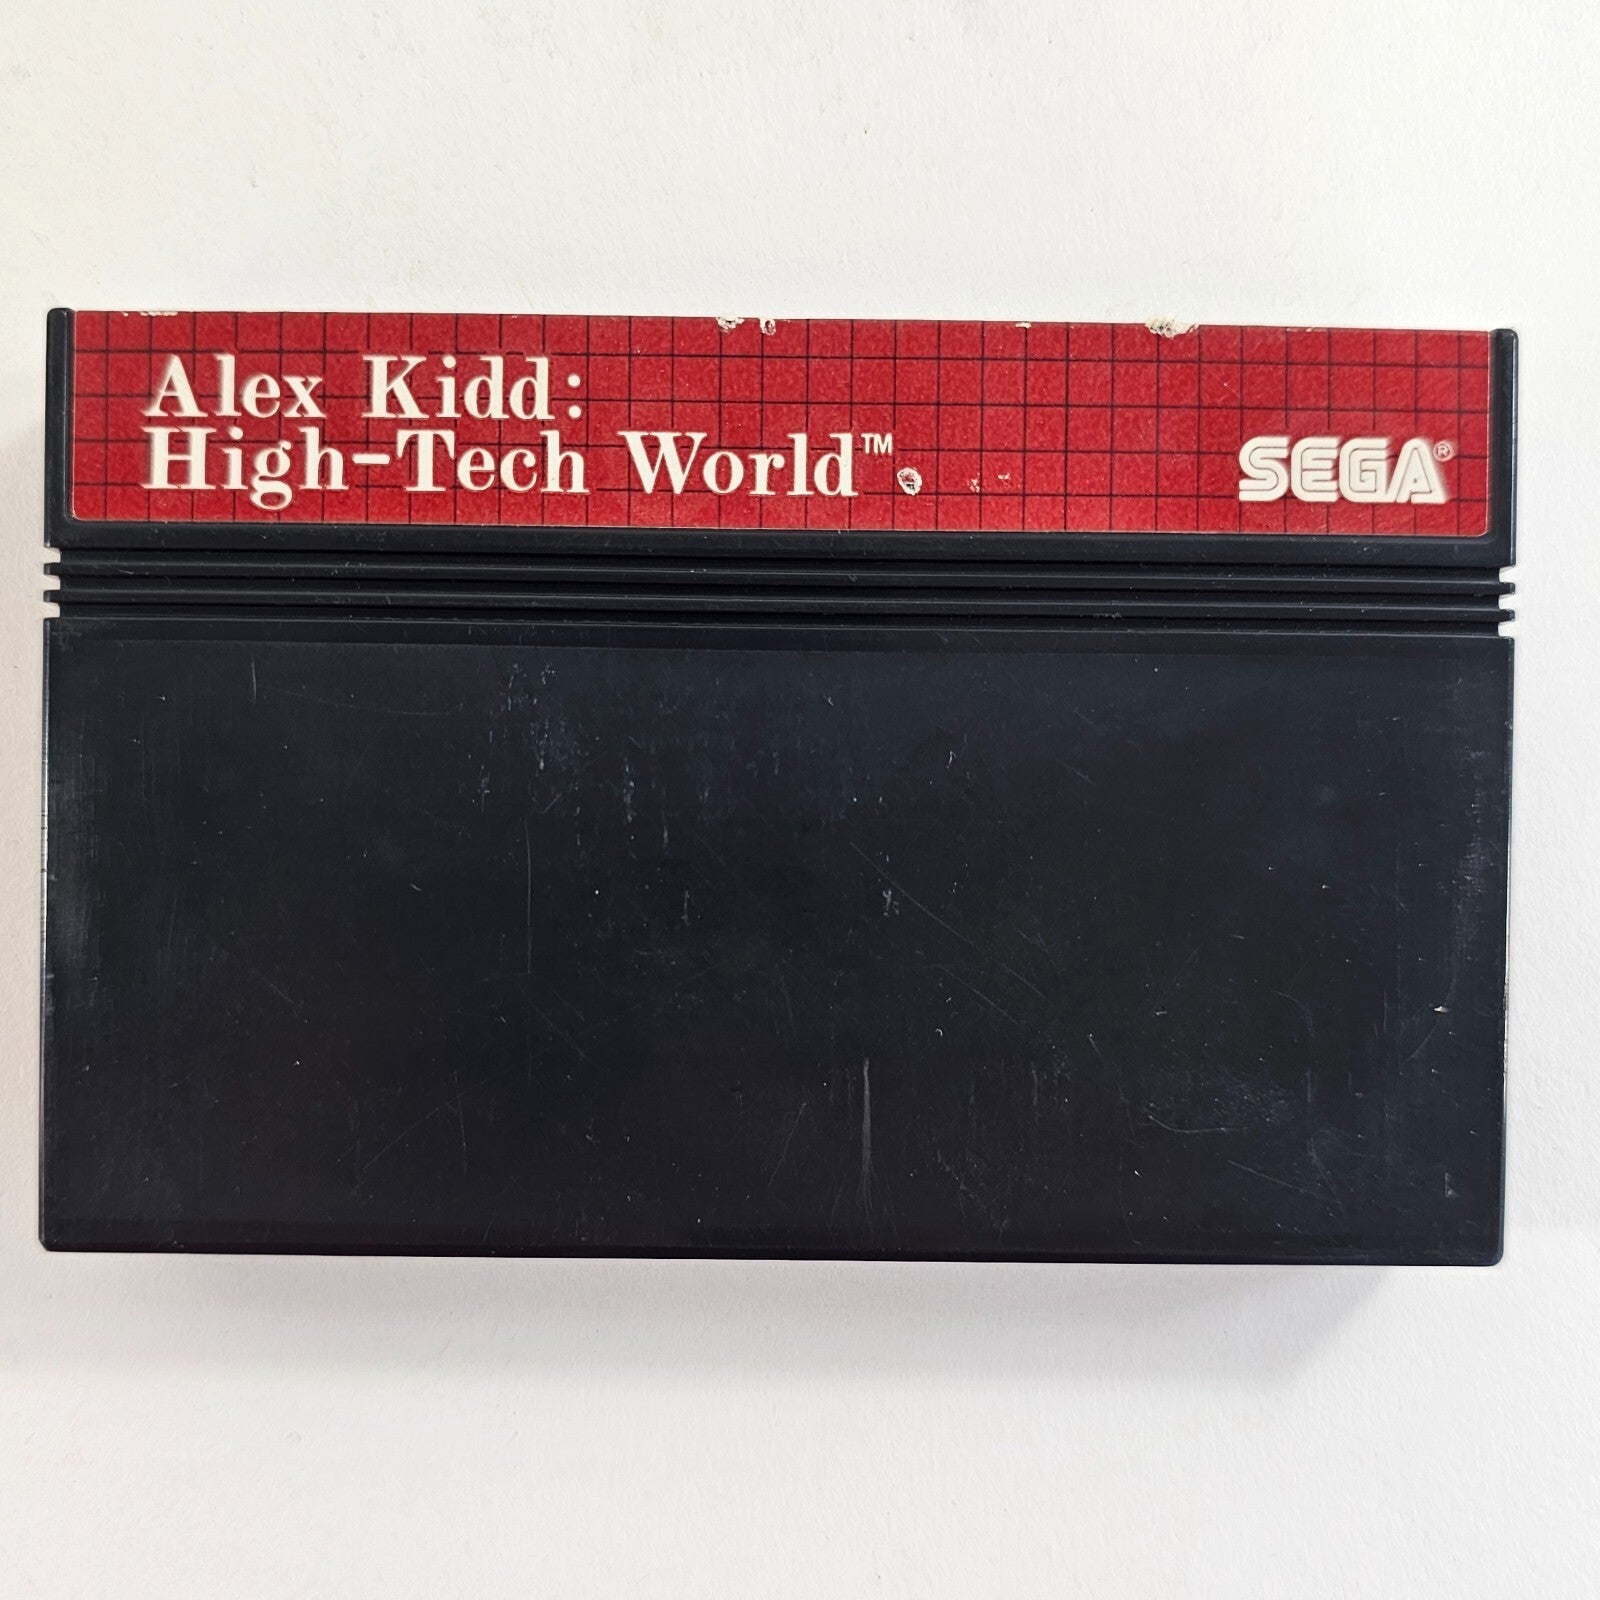 Alex Kidd:
High-Tech World™
SEGA®